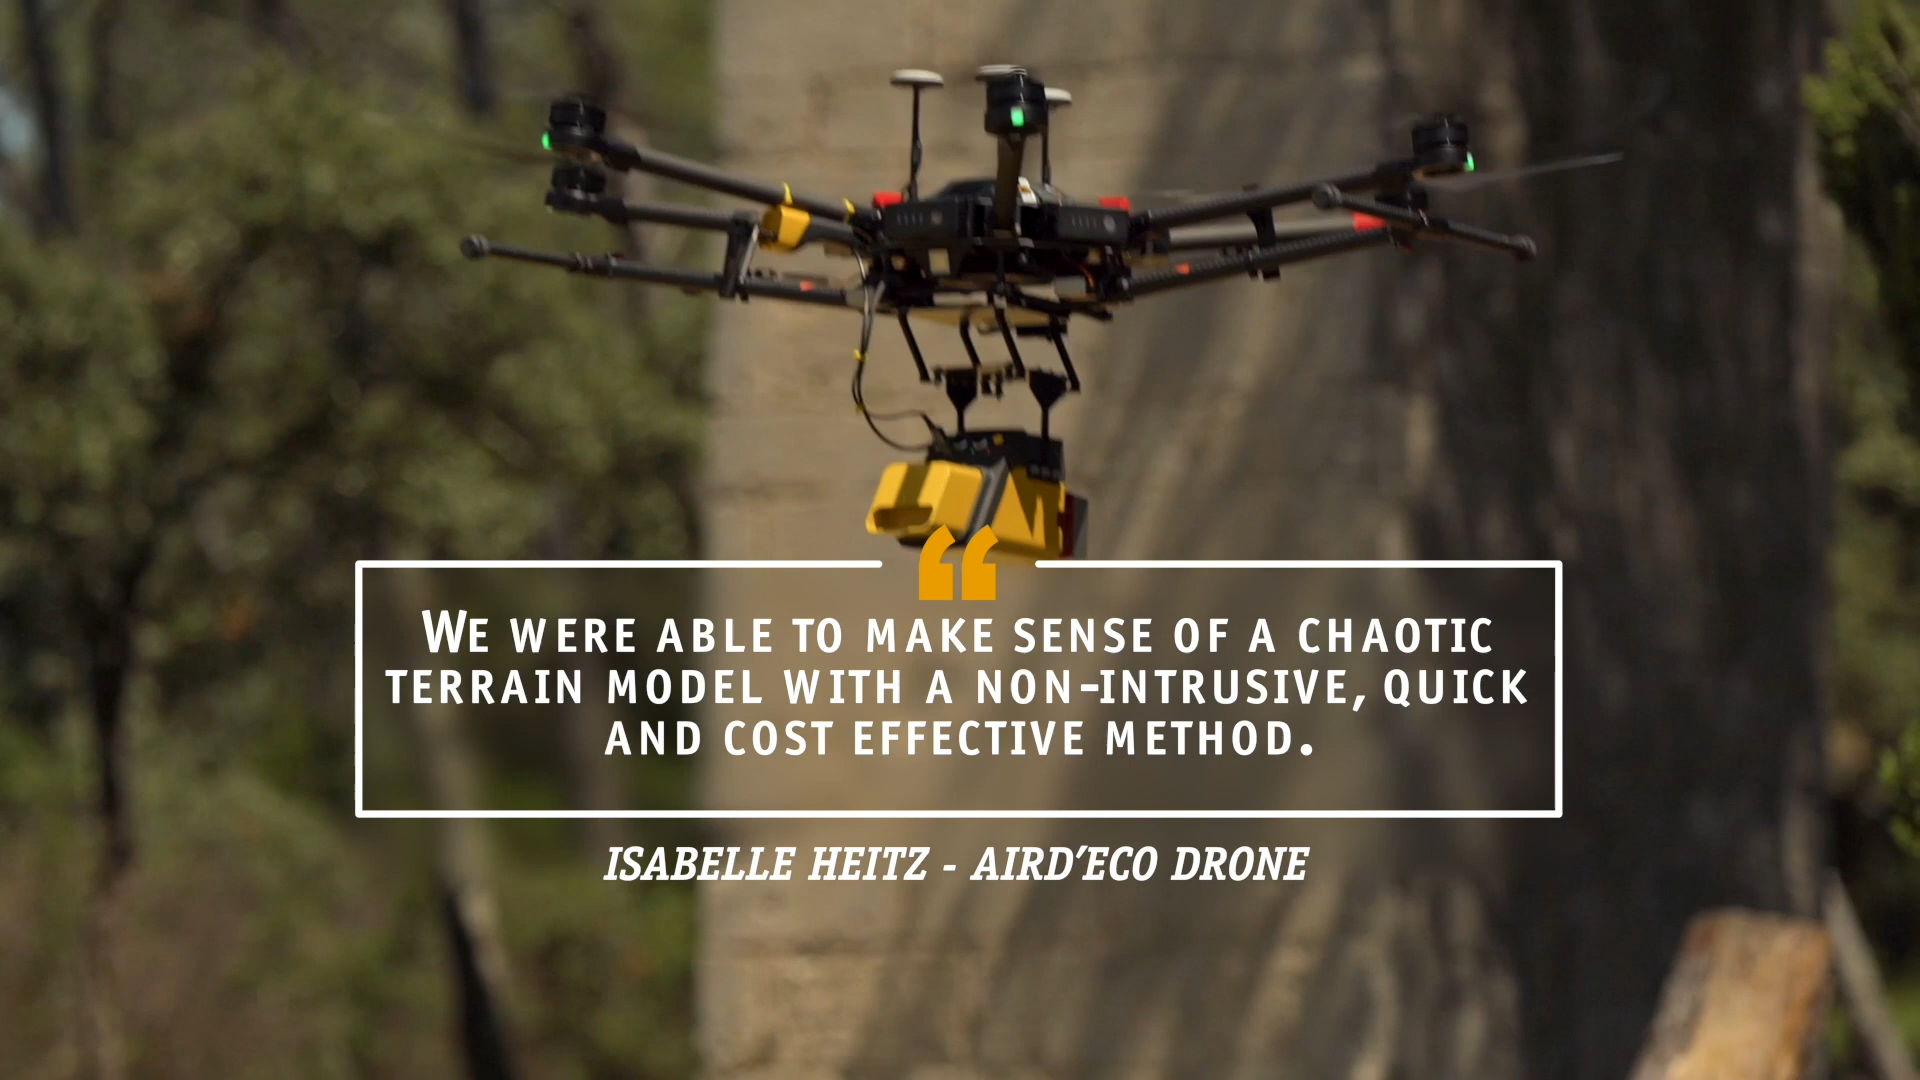 “
WE WERE ABLE TO MAKE SENSE OF A CHAOTIC
TERRAIN MODEL WITH A NON-INTRUSIVE, QUICK
AND COST EFFECTIVE METHOD.
ISABELLE HEITZ - AIRD’ECO DRONE